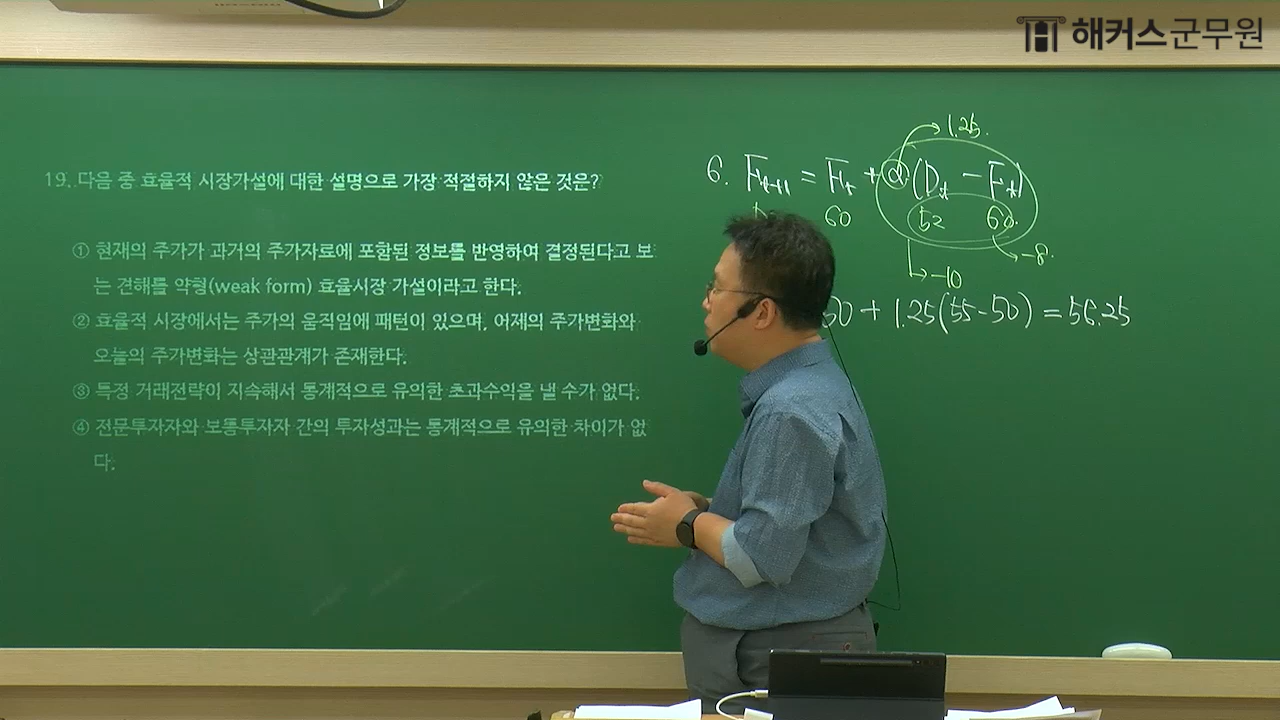 해커스군무원
19. 다음 중 효율적 시장가설에 대한 설명으로 가장 적절하지 않은 것은?
① 현재의 주가가 과거의 주가자료에 포함된 정보를 반영하여 결정된다고 보
는 견해를 약형(weak form) 효율시장 가설이라고 한다.
② 효율적 시장에서는 주가의 움직임에 패턴이 있으며, 어제의 주가변화와
오늘의 주가변화는 상관관계가 존재한다.
③ 특정 거래전략이 지속해서 통계적으로 유의한 초과수익을 낼 수가 없다.
④ 전문투자자와 보통투자자 간의 투자성과는 통계적으로 유의한 차이가 없
다.
1.25.
6. Ft+1 = Ft + α(Dt - Ft)
60 52 60
-8.
-10
50 + 1.25(55-50) = 56.25